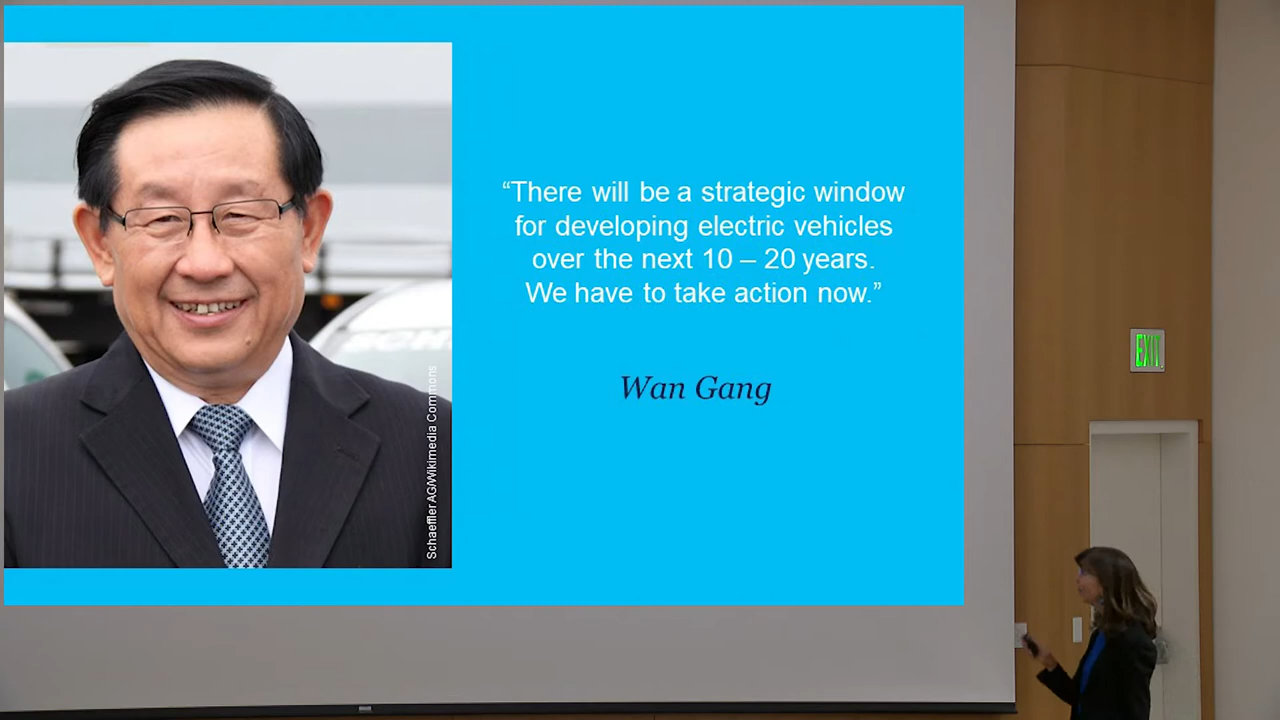 “There will be a strategic window
for developing electric vehicles
over the next 10 – 20 years.
We have to take action now.”
Wan Gang
Schaeffler AG/Wikimedia Commons
EXIT